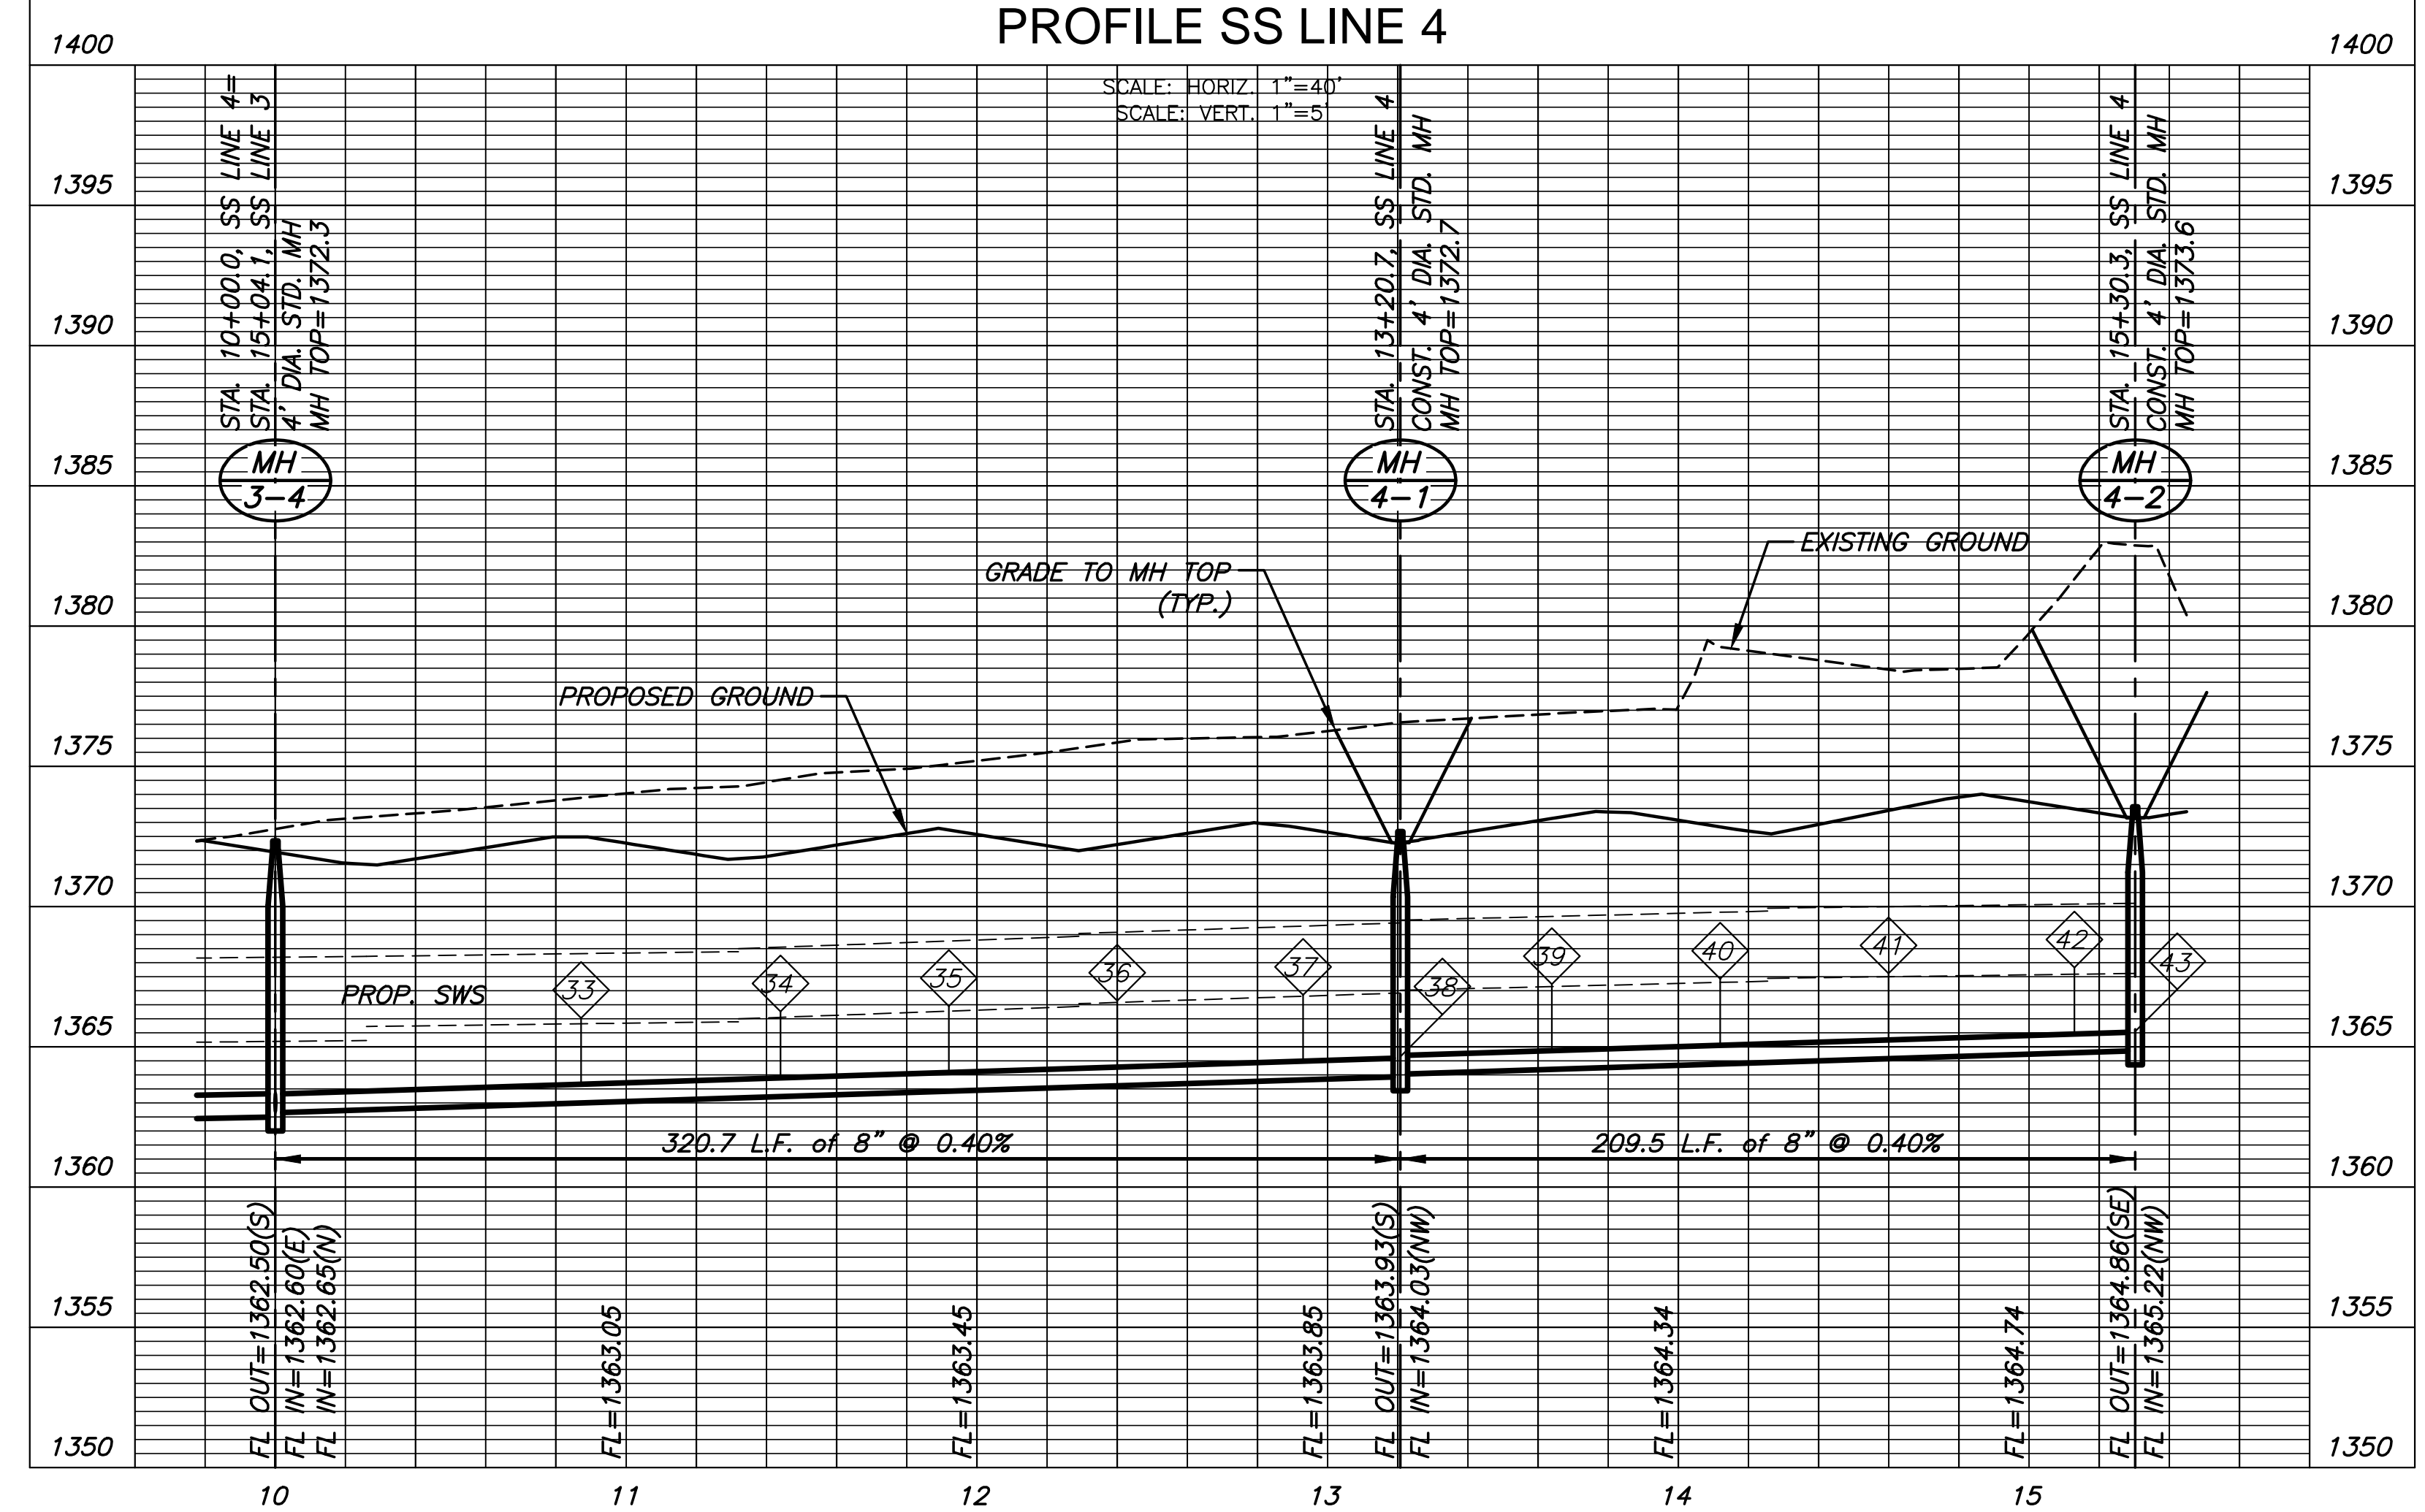 PROFILE SS LINE 4
SCALE: HORIZ. 1"=40'
SCALE: VERT. 1"=5'
1400
1400
1395
1395
1390
1390
1385
1385
1380
1380
1375
1375
1370
1370
1365
1365
1360
1360
1355
1355
1350
1350
STA. 10+00.0, SS LINE 4=
STA. 15+04.1, SS LINE 3
4' DIA. STD. MH
MH TOP=1372.3
STA. 13+20.7, SS LINE 4
CONST. 4' DIA. STD. MH
MH TOP=1372.7
STA. 15+30.3, SS LINE 4
CONST. 4' DIA. STD. MH
MH TOP=1373.6
MH
3-4
MH
4-1
MH
4-2
EXISTING GROUND
GRADE TO MH TOP
(TYP.)
PROPOSED GROUND
PROP. SWS
33
34
35
36
37
38
39
40
41
42
43
320.7 L.F. of 8" @ 0.40%
209.5 L.F. of 8" @ 0.40%
FL OUT=1362.50(S)
FL IN=1362.60(E)
FL IN=1362.65(N)
FL=1363.05
FL=1363.45
FL=1363.85
FL OUT=1363.93(S)
FL IN=1364.03(NW)
FL=1364.34
FL=1364.74
FL OUT=1364.86(SE)
FL IN=1365.22(NW)
10
11
12
13
14
15